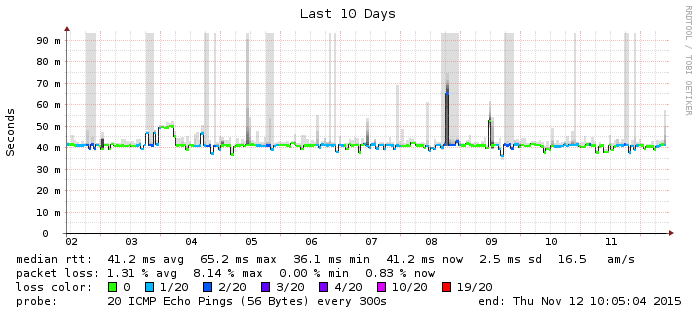 Last 10 Days
RRDTOOL / TOBI OETIKER
Seconds
90 m
80 m
70 m
60 m
50 m
40 m
30 m
20 m
10 m
0
02 03 04 05 06 07 08 09 10 11
median rtt: 41.2 ms avg 65.2 ms max 36.1 ms min 41.2 ms now 2.5 ms sd 16.5 am/s
packet loss: 1.31 % avg 8.14 % max 0.00 % min 0.83 % now
loss color: 0 1/20 2/20 3/20 4/20 10/20 19/20
probe: 20 ICMP Echo Pings (56 Bytes) every 300s end: Thu Nov 12 10:05:04 2015